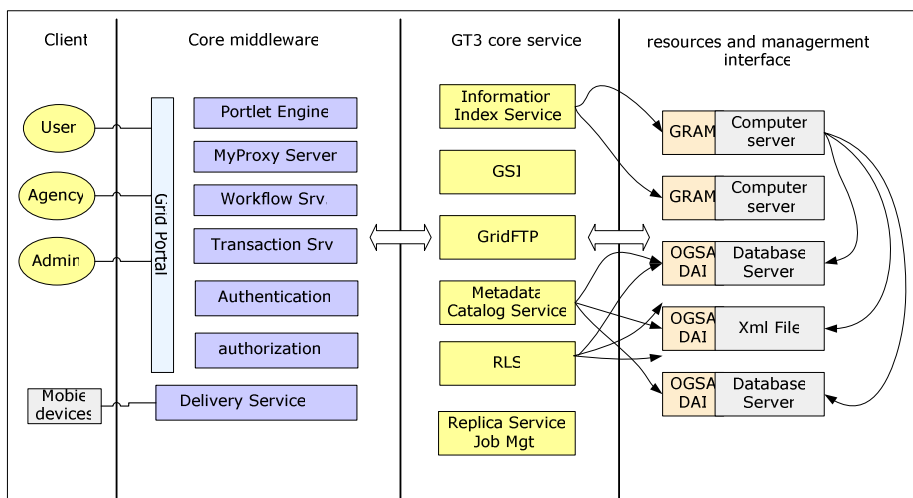 Client
User
Agency
Admin
Mobie
devices
Core middleware
Grid Portal
Portlet Engine
MyProxy Server
Workflow Srv.
Transaction Srv
Authentication
authorization
Delivery Service
GT3 core service
Information
Index Service
GSI
GridFTP
Metadata
Catalog Service
RLS
Replica Service
Job Mgt
resources and management
interface
GRAM
Computer
server
GRAM
Computer
server
OGSA
DAI
Database
Server
OGSA
DAI
Xml File
OGSA
DAI
Database
Server